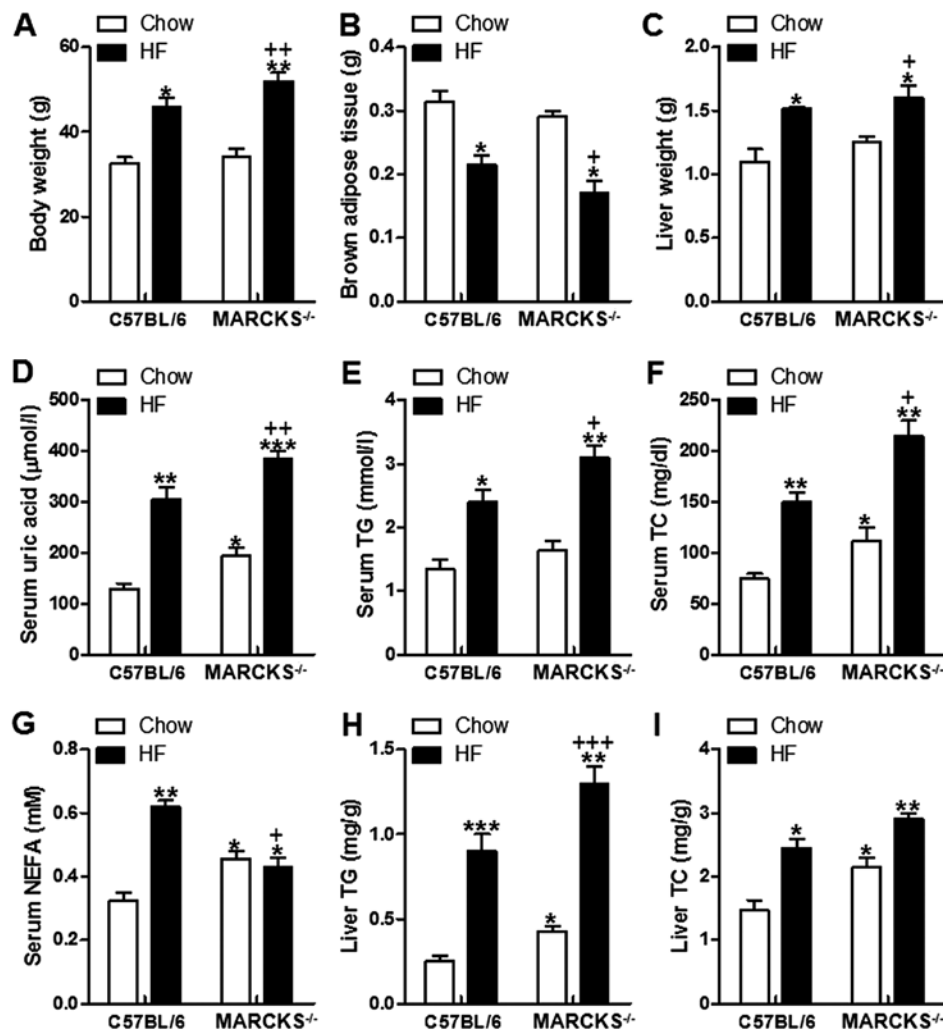 A
Chow
HF
Body weight (g)
60
40
20
0
*
++
**
C57BL/6
MARCKS-/-
B
Chow
HF
Brown adipose tissue (g)
0.4
0.3
0.2
0.1
0.0
*
+
*
C57BL/6
MARCKS-/-
C
Chow
HF
Liver weight (g)
2.0
1.5
1.0
0.5
0.0
*
+
*
C57BL/6
MARCKS-/-
D
Chow
HF
Serum uric acid (μmol/l)
500
400
300
200
100
0
**
*
++
***
C57BL/6
MARCKS-/-
E
Chow
HF
Serum TG (mmol/l)
4
3
2
1
0
*
+
**
C57BL/6
MARCKS-/-
F
Chow
HF
Serum TC (mg/dl)
250
200
150
100
50
0
**
*
+
**
C57BL/6
MARCKS-/-
G
Chow
HF
Serum NEFA (mM)
0.8
0.6
0.4
0.2
0.0
**
*
+
*
C57BL/6
MARCKS-/-
H
Chow
HF
Liver TG (mg/g)
1.5
1.0
0.5
0.0
***
*
+++
**
C57BL/6
MARCKS-/-
I
Chow
HF
Liver TC (mg/g)
4
3
2
1
0
*
*
**
C57BL/6
MARCKS-/-